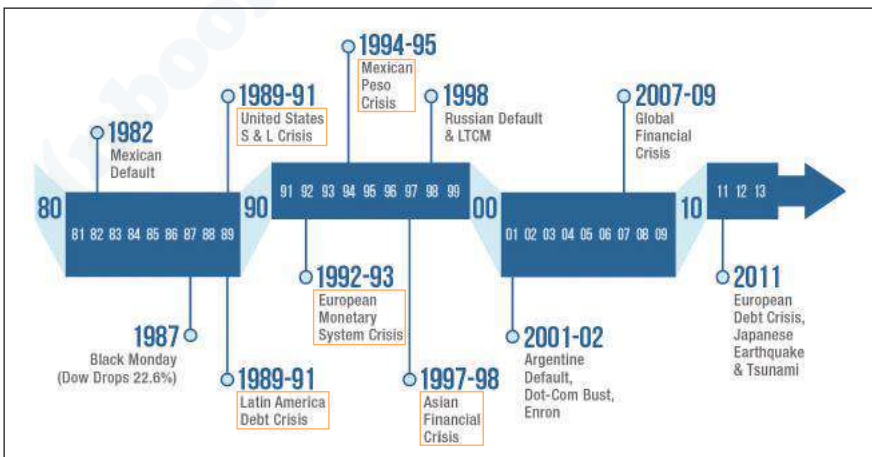 1994-95
Mexican
Peso
Crisis
1989-91
United States
S & L Crisis
1998
Russian Default
& LTCM
2007-09
Global
Financial
Crisis
1982
Mexican
Default
80
81 82 83 84 85 86 87 88 89
90
91 92 93 94 95 96 97 98 99
00
01 02 03 04 05 06 07 08 09
10
11 12 13
1987
Black Monday
(Dow Drops 22.6%)
1989-91
Latin America
Debt Crisis
1992-93
European
Monetary
System Crisis
1997-98
Asian
Financial
Crisis
2001-02
Argentine
Default,
Dot-Com Bust,
Enron
2011
European
Debt Crisis,
Japanese
Earthquake
& Tsunami